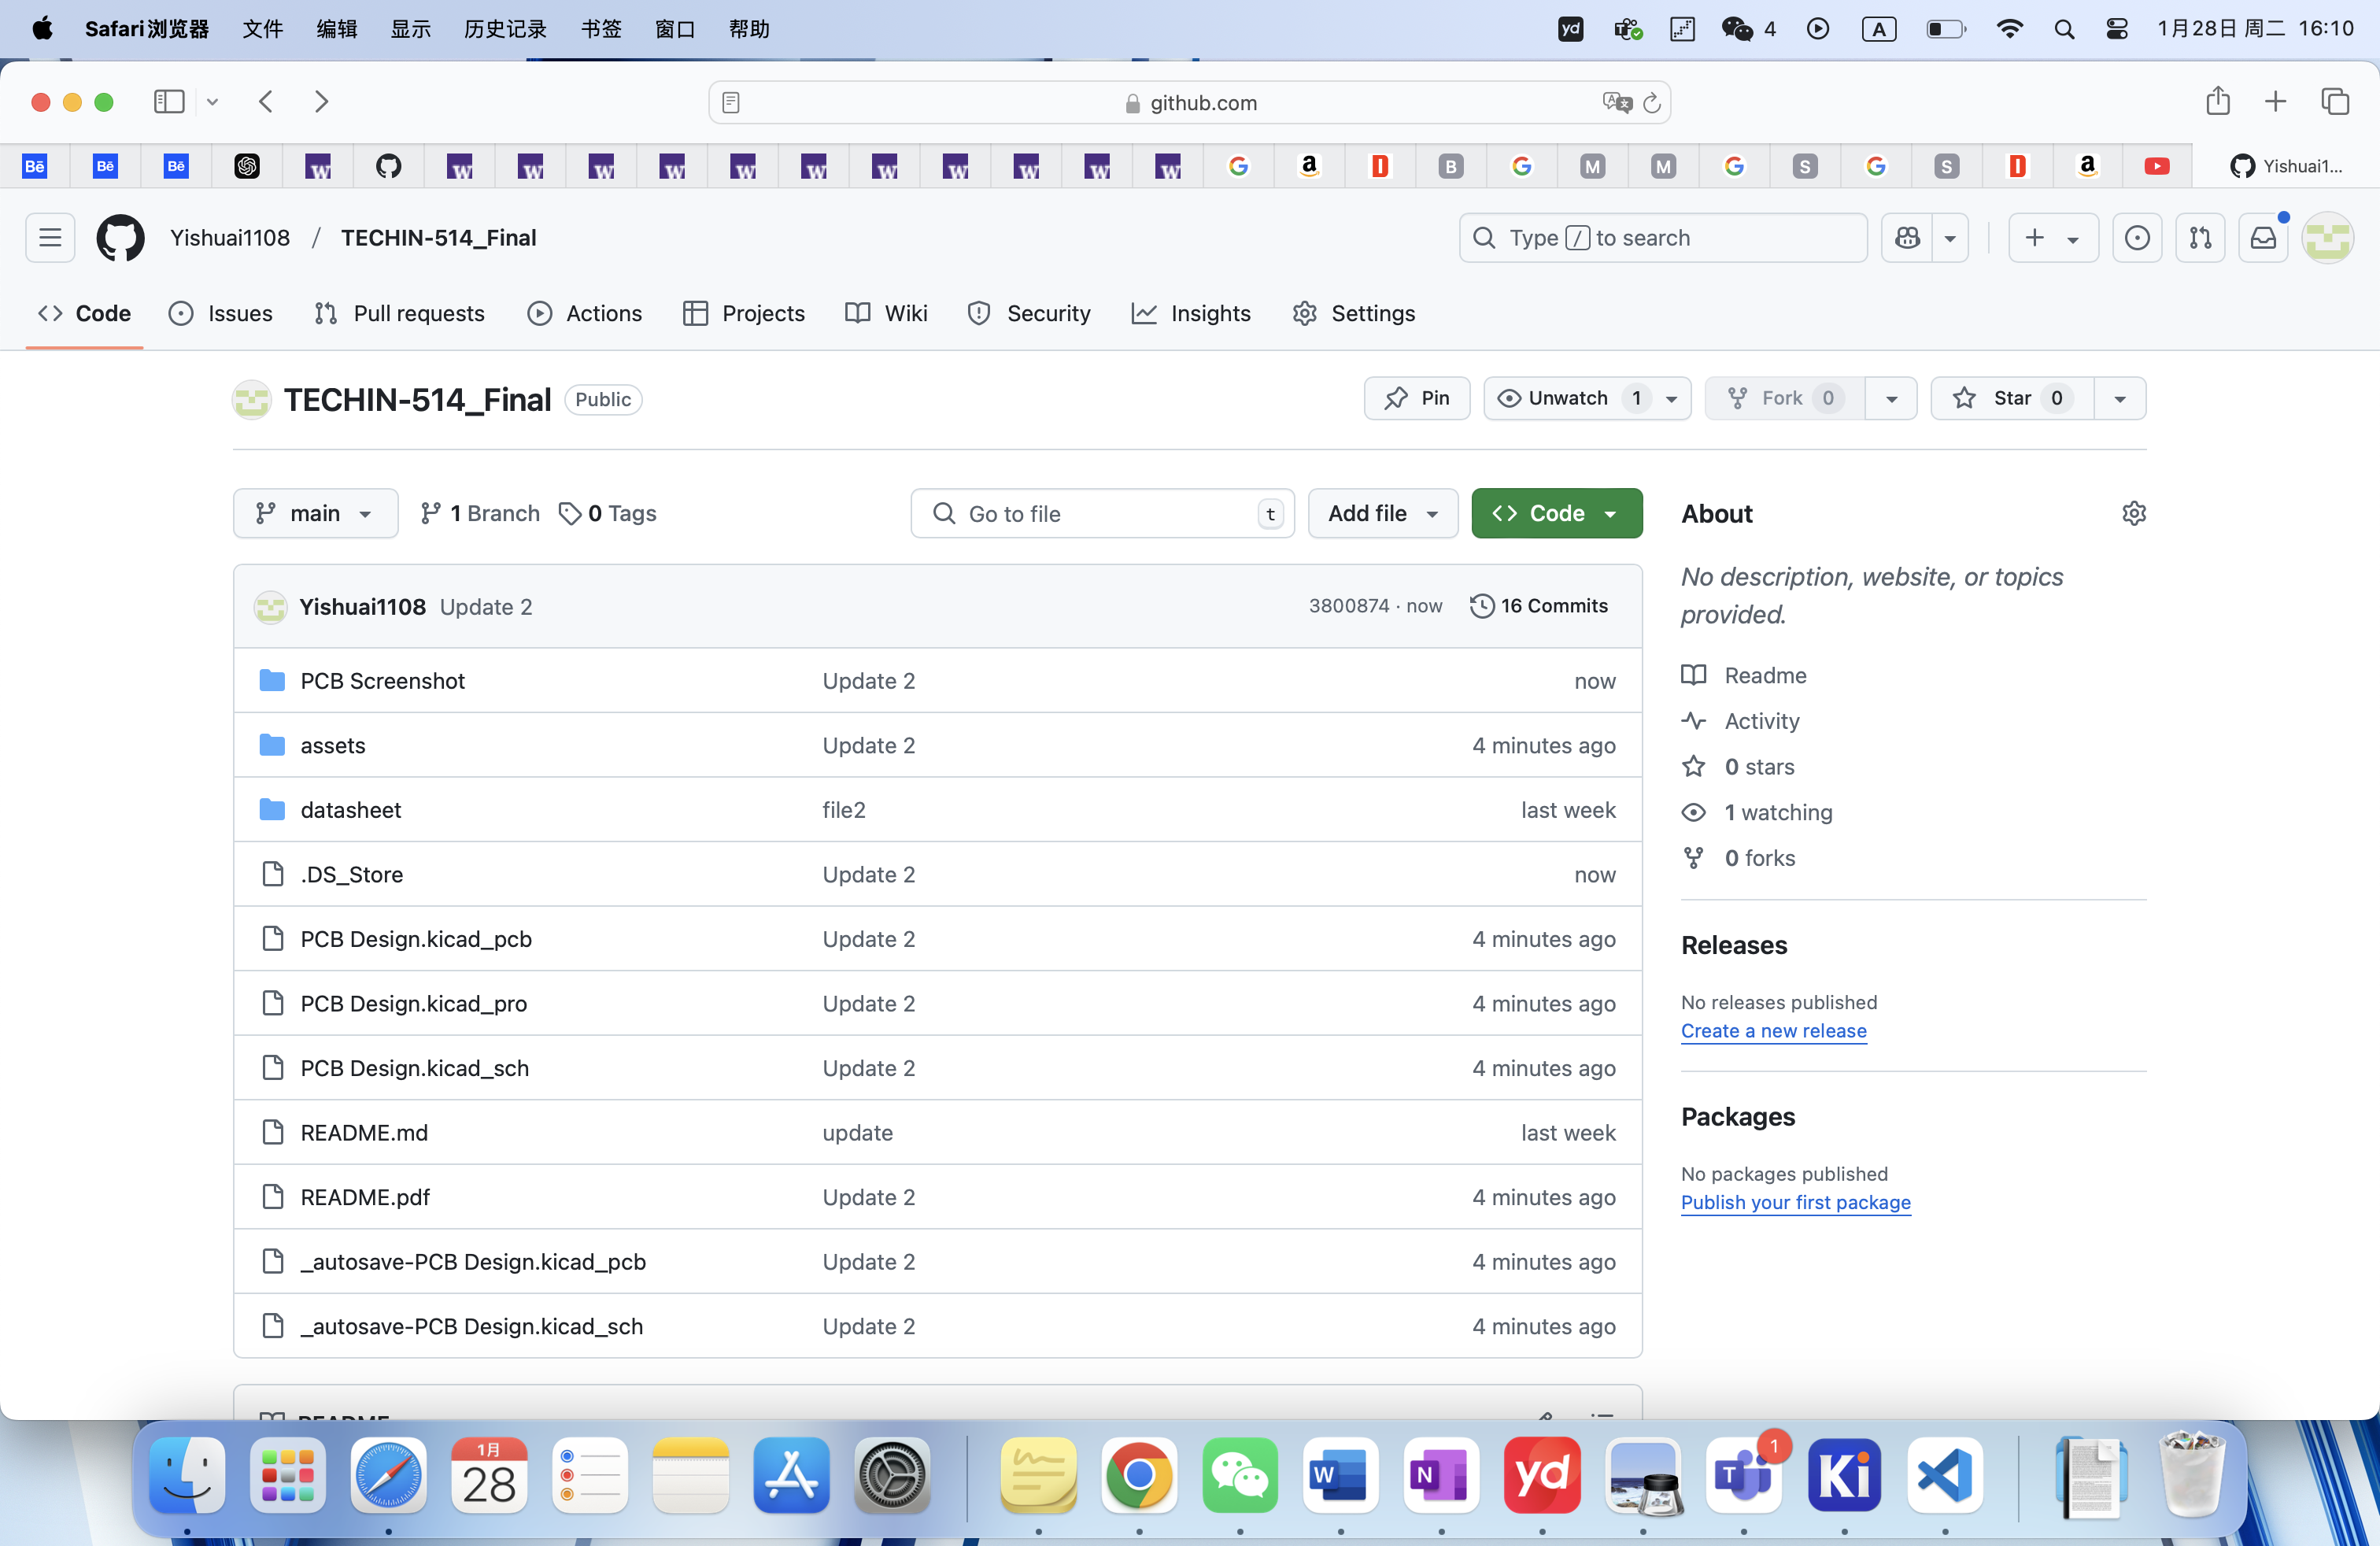 Safari浏览器 文件 编辑 显示 历史记录 书签 窗口 帮助 yd 4 A 1月28日 周二 16:10
github.com
Bē Bē Bē W W W W W W W W W W W W G a B G M M G S G S a Yishuai1...
Yishuai1108 / TECHIN-514_Final Type / to search
Code Issues Pull requests Actions Projects Wiki Security Insights Settings
TECHIN-514_Final Public Pin Unwatch 1 Fork 0 Star 0
main 1 Branch 0 Tags Go to file t Add file Code About
No description, website, or topics
provided.
Yishuai1108 Update 2 3800874 · now 16 Commits
PCB Screenshot Update 2 now
assets Update 2 4 minutes ago
datasheet file2 last week
.DS_Store Update 2 now
PCB Design.kicad_pcb Update 2 4 minutes ago
PCB Design.kicad_pro Update 2 4 minutes ago
PCB Design.kicad_sch Update 2 4 minutes ago
README.md update last week
README.pdf Update 2 4 minutes ago
_autosave-PCB Design.kicad_pcb Update 2 4 minutes ago
_autosave-PCB Design.kicad_sch Update 2 4 minutes ago
README
Readme
Activity
0 stars
1 watching
0 forks
Releases
No releases published
Create a new release
Packages
No packages published
Publish your first package
1月
28
W N yd T 1 Ki